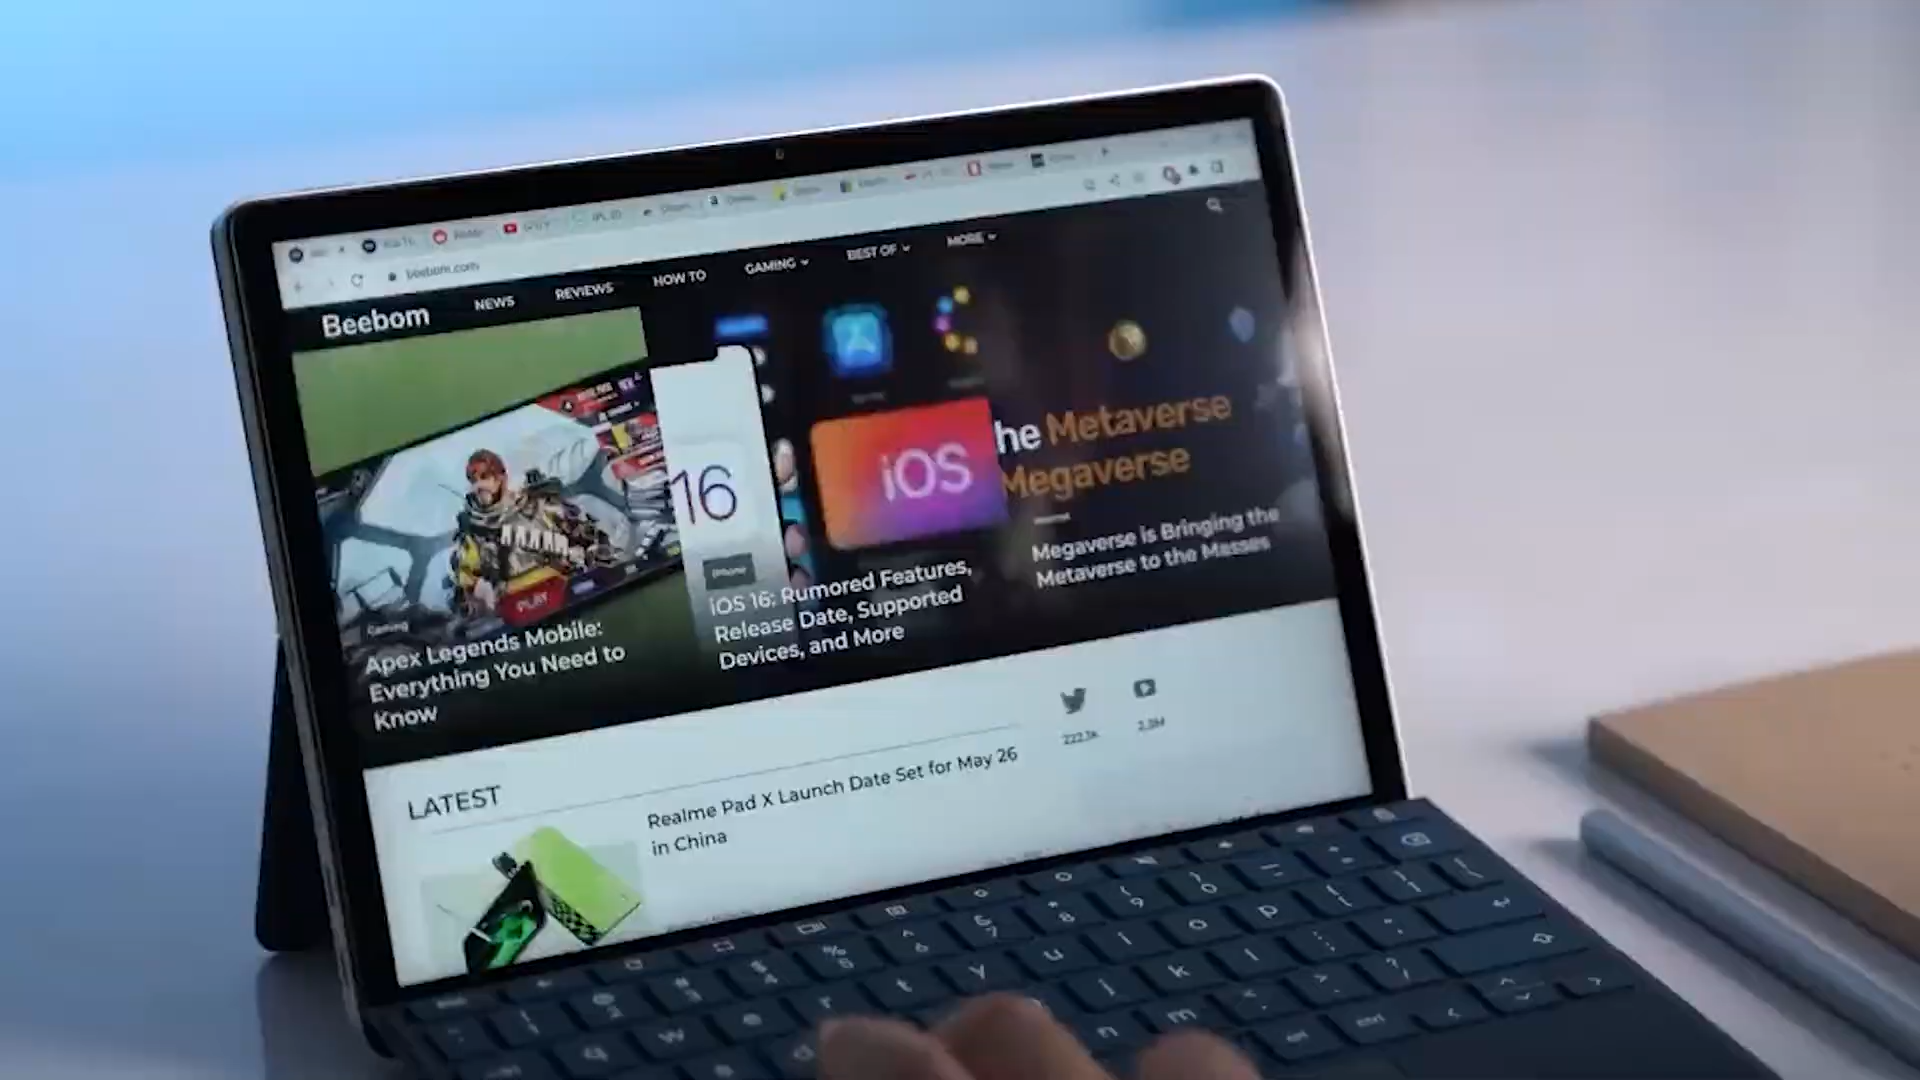 beebom.com
Beebom
NEWS
REVIEWS
HOW TO
GAMING
BEST OF
MORE
16
iOS
he Metaverse
Megaverse
PLAY
Gaming
Apex Legends Mobile:
Everything You Need to
Know
iPhone
iOS 16: Rumored Features,
Release Date, Supported
Devices, and More
Megaverse is Bringing the
Metaverse to the Masses
LATEST
Realme Pad X Launch Date Set for May 26
in China